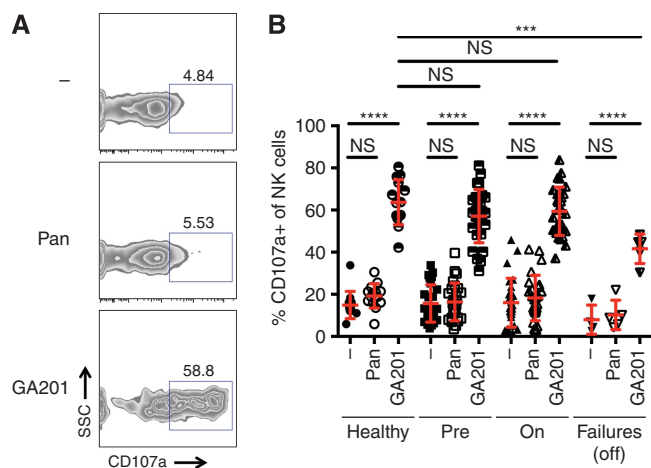 A
–
4.84
Pan
5.53
GA201
58.8
SSC
CD107a
B
***
NS
NS
**** **** **** ****
NS NS NS NS
% CD107a+ of NK cells
100
80
60
40
20
0
– Pan GA201 – Pan GA201 – Pan GA201 – Pan GA201
Healthy Pre On Failures
(off)